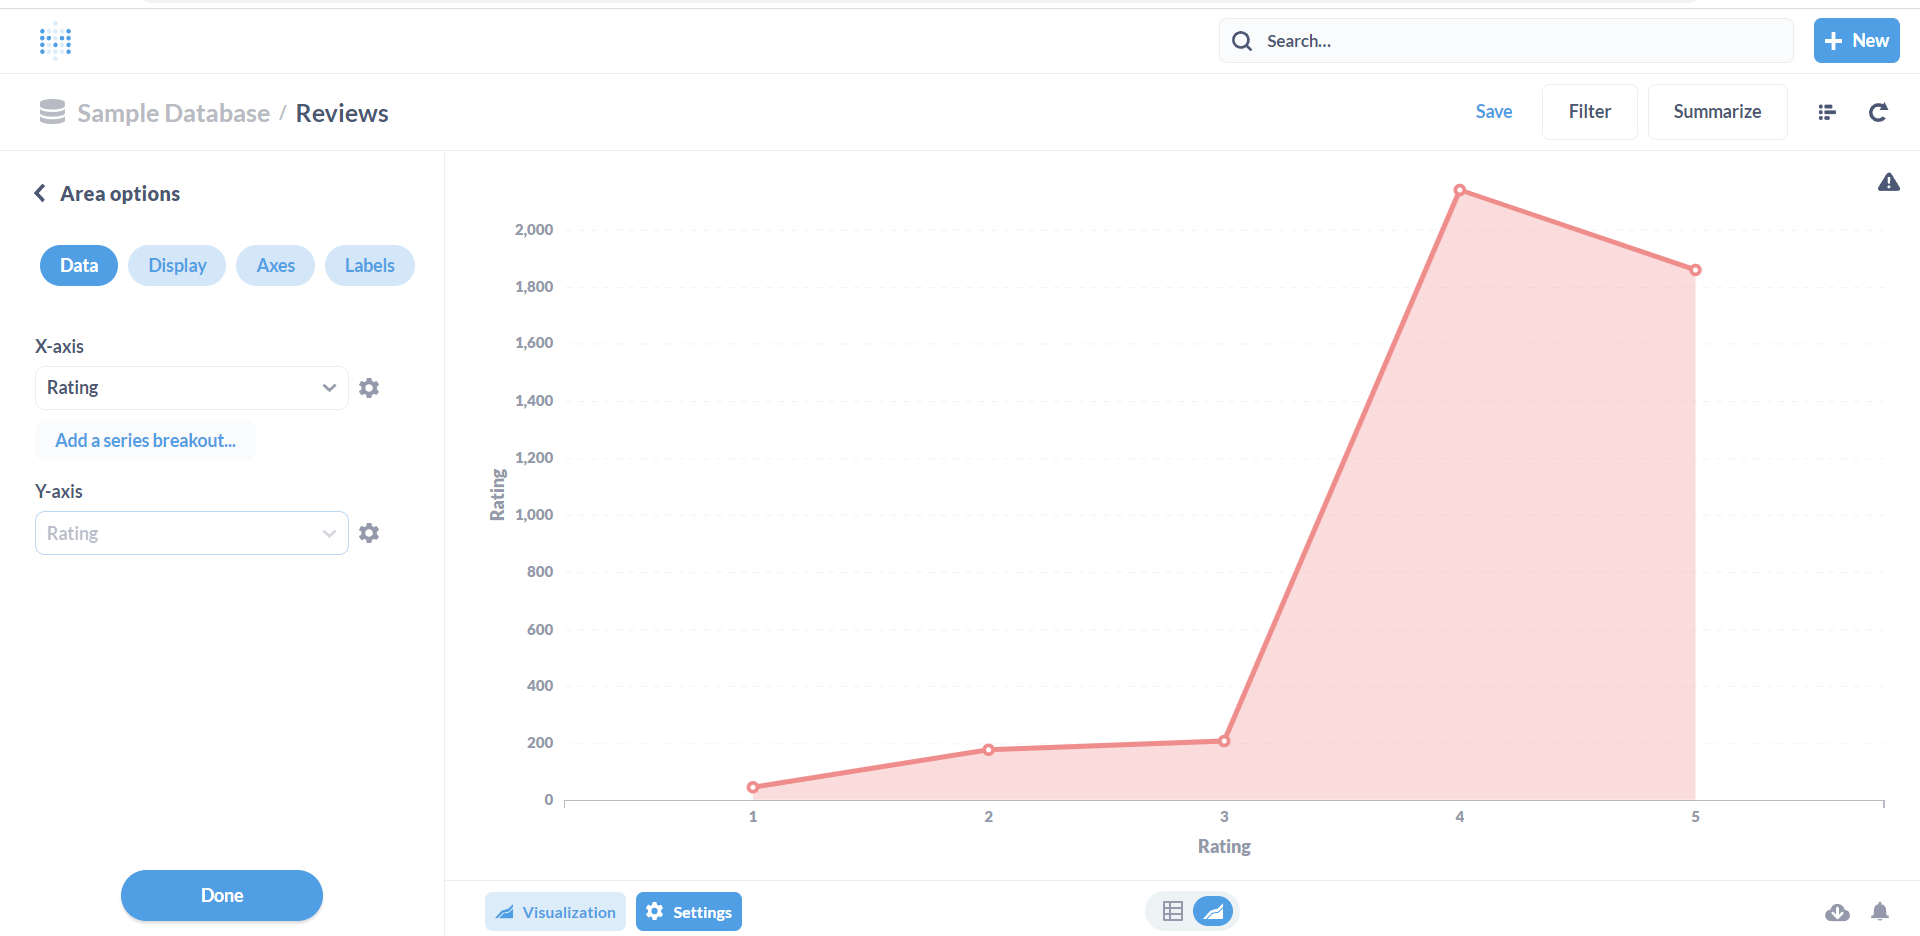 Search...
New
Sample Database / Reviews
Save
Filter
Summarize
Area options
Data
Display
Axes
Labels
X-axis
Rating
Add a series breakout...
Y-axis
Rating
Done
2,000
1,800
1,600
1,400
1,200
1,000
800
600
400
200
0
Rating
1
2
3
4
5
Rating
Visualization
Settings